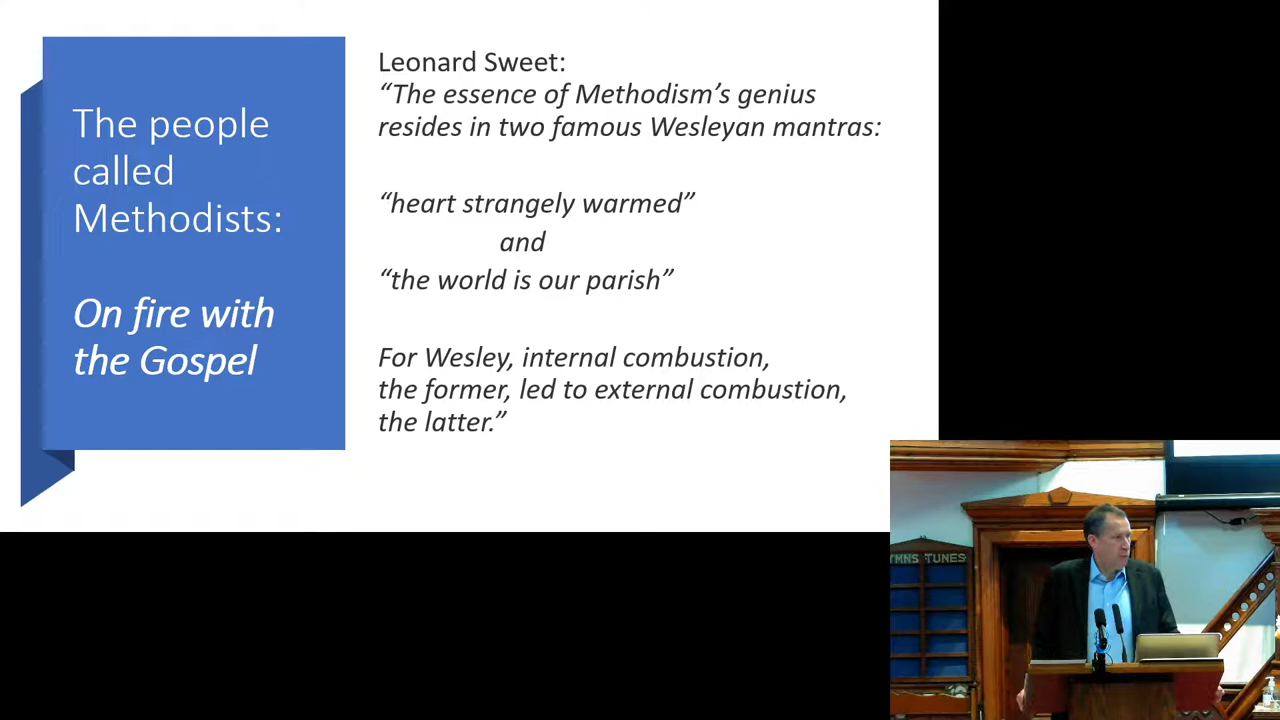 The people
called
Methodists:
On fire with
the Gospel
Leonard Sweet:
“The essence of Methodism’s genius
resides in two famous Wesleyan mantras:
“heart strangely warmed”
and
“the world is our parish”
For Wesley, internal combustion,
the former, led to external combustion,
the latter.”
TUNES